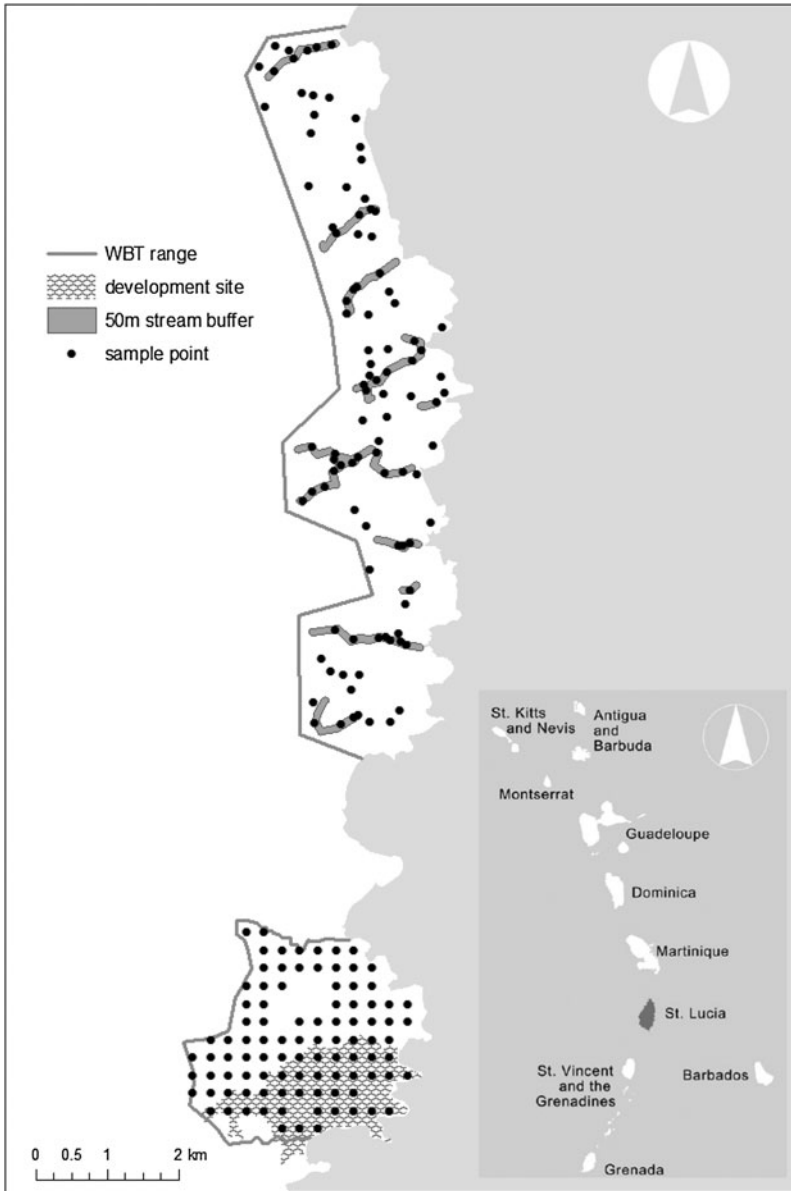 WBT range
development site
50m stream buffer
sample point
St. Kitts
and Nevis
Antigua
and
Barbuda
Montserrat
Guadeloupe
Dominica
Martinique
St. Lucia
St. Vincent
and the
Grenadines
Barbados
Grenada
0 0.5 1 2 km